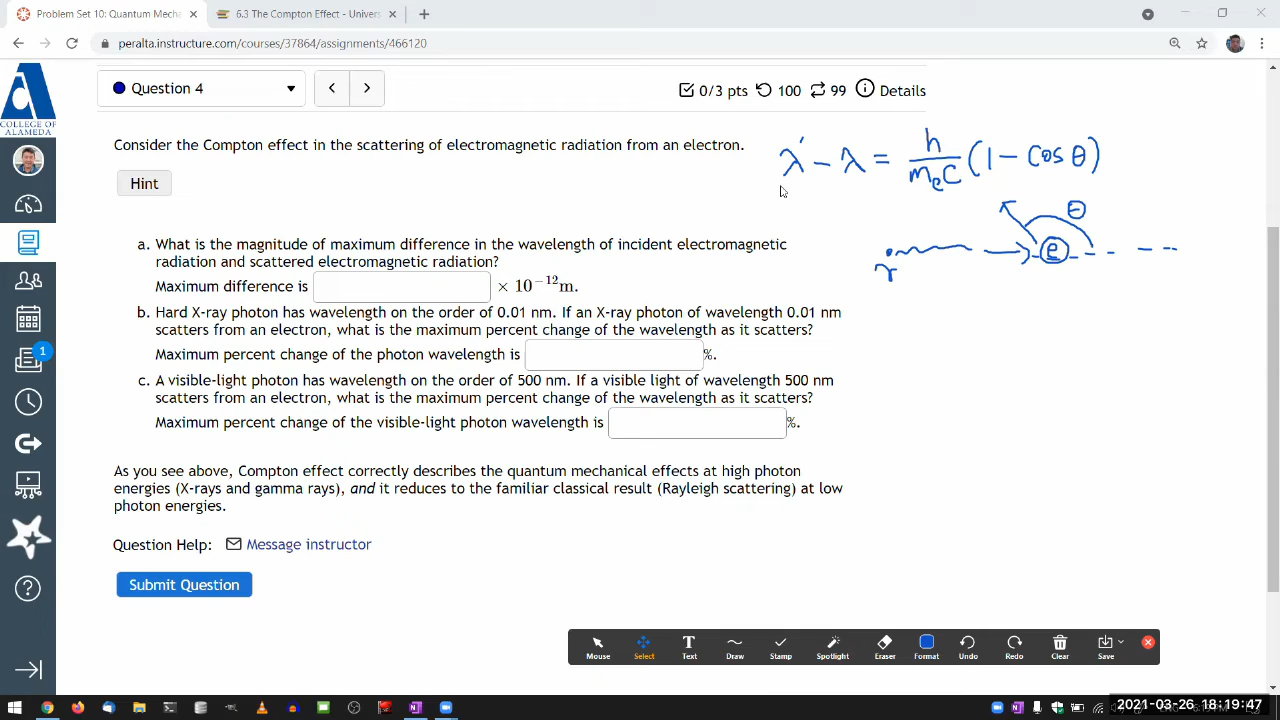 Problem Set 10: Quantum Mecha
6.3 The Compton Effect - Univers
peralta.instructure.com/courses/37864/assignments/466120
COLLEGE OF
ALAMEDA
1
Question 4
0/3 pts 100 99 Details
Consider the Compton effect in the scattering of electromagnetic radiation from an electron.
Hint
λ' - λ = h/(m_e c) (1 - cos θ)
θ
e
γ
a. What is the magnitude of maximum difference in the wavelength of incident electromagnetic
radiation and scattered electromagnetic radiation?
Maximum difference is × 10⁻¹² m.
b. Hard X-ray photon has wavelength on the order of 0.01 nm. If an X-ray photon of wavelength 0.01 nm
scatters from an electron, what is the maximum percent change of the wavelength as it scatters?
Maximum percent change of the photon wavelength is %.
c. A visible-light photon has wavelength on the order of 500 nm. If a visible light of wavelength 500 nm
scatters from an electron, what is the maximum percent change of the wavelength as it scatters?
Maximum percent change of the visible-light photon wavelength is %.
As you see above, Compton effect correctly describes the quantum mechanical effects at high photon
energies (X-rays and gamma rays), and it reduces to the familiar classical result (Rayleigh scattering) at low
photon energies.
Question Help: Message instructor
Submit Question
Mouse Select Text Draw Stamp Spotlight Eraser Format Undo Redo Clear Save
2021-03-26 18:19:47